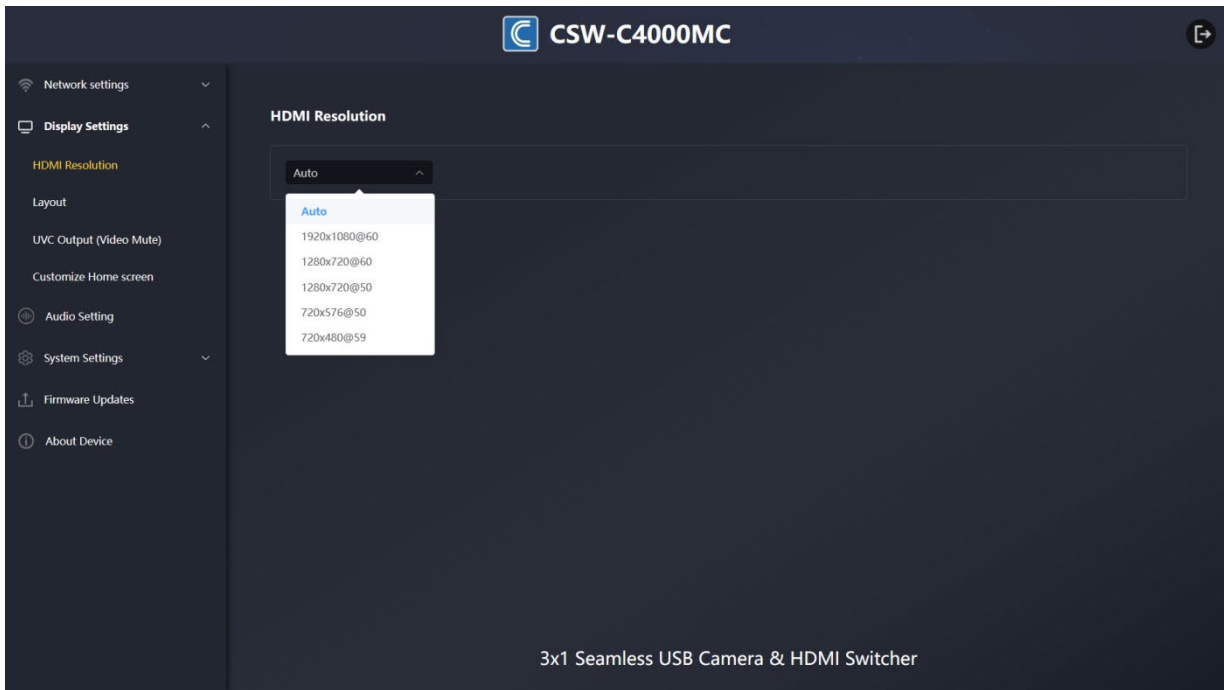 CSW-C4000MC
Network settings
Display Settings
HDMI Resolution
Layout
UVC Output (Video Mute)
Customize Home screen
Audio Setting
System Settings
Firmware Updates
About Device
HDMI Resolution
Auto
Auto
1920x1080@60
1280x720@60
1280x720@50
720x576@50
720x480@59
3x1 Seamless USB Camera & HDMI Switcher